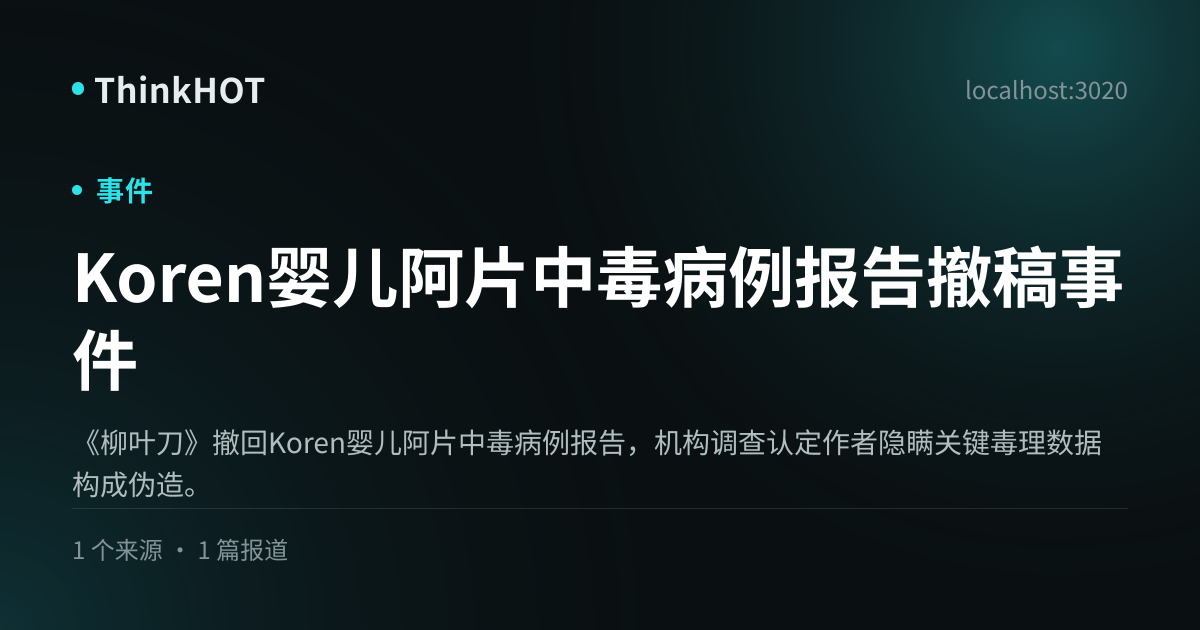 ThinkHOT
localhost:3020
事件
Koren婴儿阿片中毒病例报告撤稿事
件
《柳叶刀》撤回Koren婴儿阿片中毒病例报告，机构调查认定作者隐瞒关键毒理数据
构成伪造。
1 个来源 · 1 篇报道